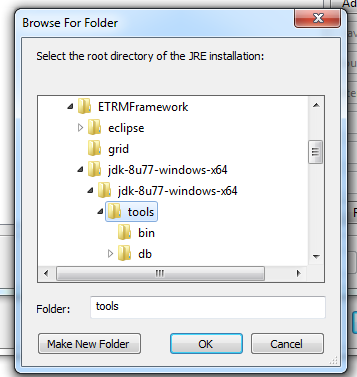 Browse For Folder
Select the root directory of the JRE installation:
ETRMFramework
eclipse
grid
jdk-8u77-windows-x64
jdk-8u77-windows-x64
tools
bin
db
Folder:
tools
Make New Folder
OK
Cancel
Ad